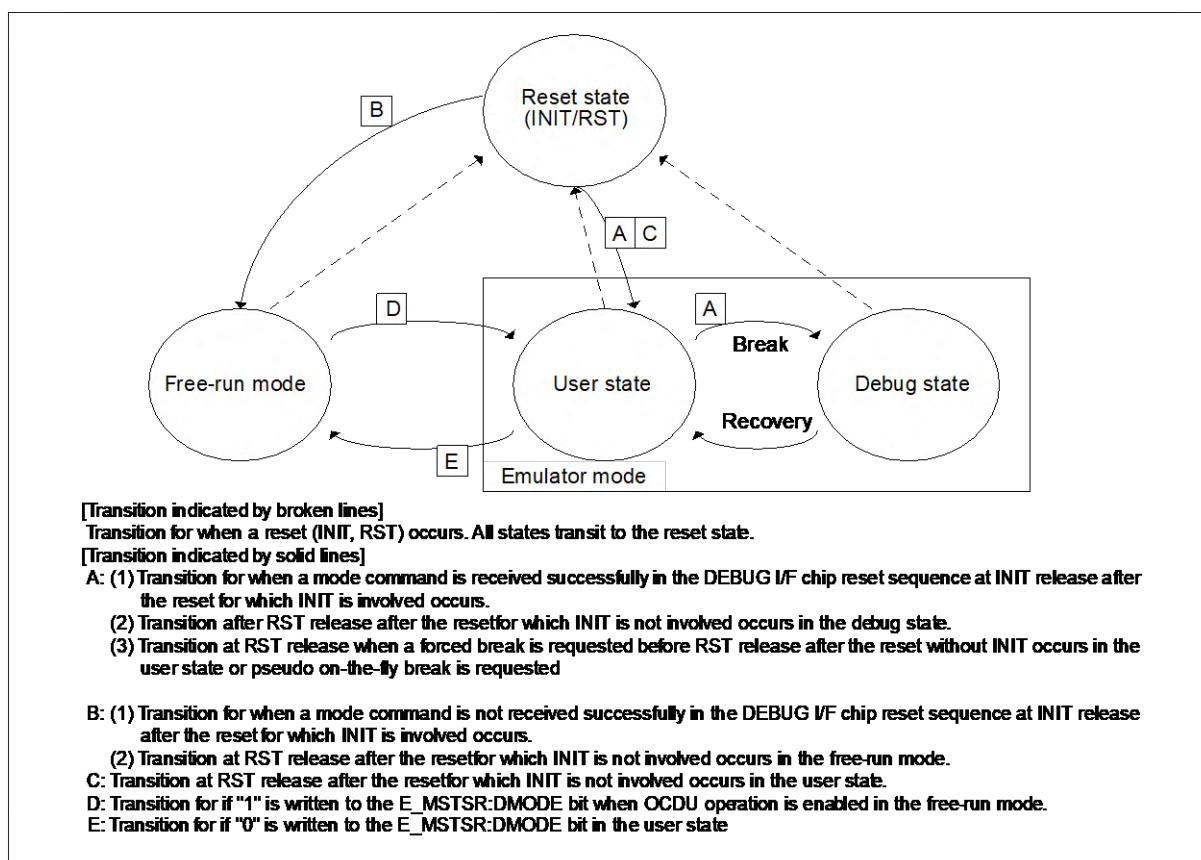 Reset state
(INIT/RST)
B
A C
D
A
Break
Free-run mode
User state
Debug state
Recovery
E
Emulator mode
[Transition indicated by broken lines]
Transition for when a reset (INIT, RST) occurs. All states transit to the reset state.
[Transition indicated by solid lines]
A: (1) Transition for when a mode command is received successfully in the DEBUG I/F chip reset sequence at INIT release after
the reset for which INIT is involved occurs.
(2) Transition after RST release after the resetfor which INIT is not involved occurs in the debug state.
(3) Transition at RST release when a forced break is requested before RST release after the reset without INIT occurs in the
user state or pseudo on-the-fly break is requested
B: (1) Transition for when a mode command is not received successfully in the DEBUG I/F chip reset sequence at INIT release
after the reset for which INIT is involved occurs.
(2) Transition at RST release after the resetfor which INIT is not involved occurs in the free-run mode.
C: Transition at RST release after the resetfor which INIT is not involved occurs in the user state.
D: Transition for if "1" is written to the E_MSTSR:DMODE bit when OCDU operation is enabled in the free-run mode.
E: Transition for if "0" is written to the E_MSTSR:DMODE bit in the user state